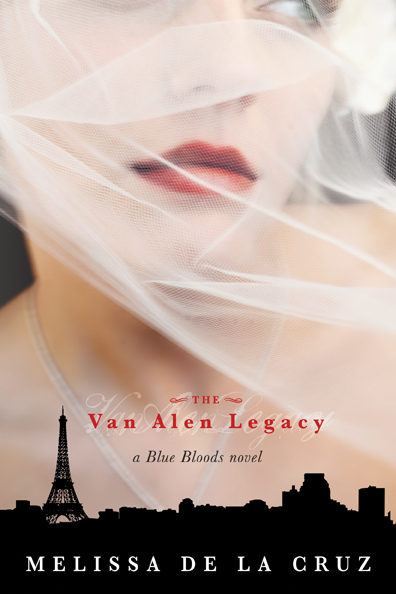 THE
Van Alen Legacy
a Blue Bloods novel
MELISSA DE LA CRUZ